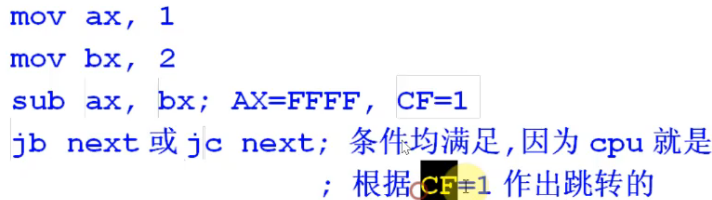 mov ax, 1
mov bx, 2
sub ax, bx; AX=FFFF, CF=1
jb next 或 jc next; 条件均满足,因为 cpu 就是
; 根据 CF=1 作出跳转的